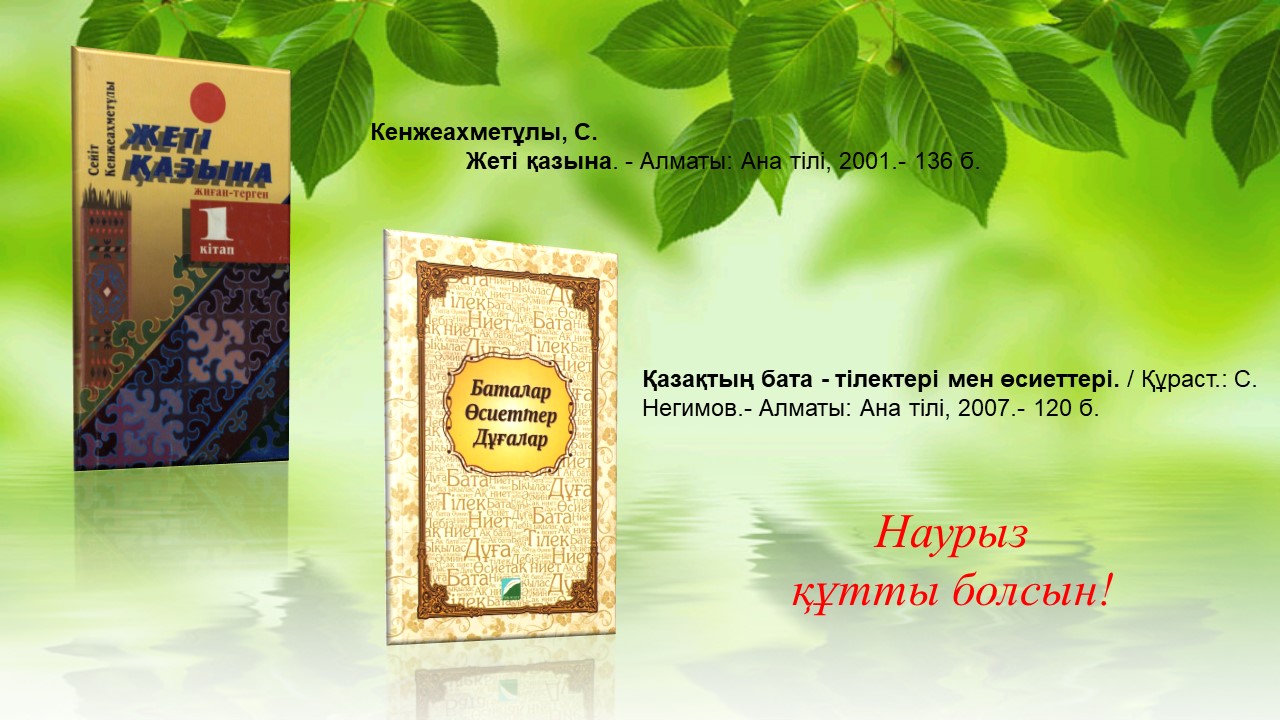 Сейіт
Кенжеахметұлы
ЖЕТІ
ҚАЗЫНА
жиған-терген
1
кітап
Кенжеахметұлы, С.
Жеті қазына. - Алматы: Ана тілі, 2001.- 136 б.
Баталар
Өсиеттер
Дұғалар
Қазақтың бата - тілектері мен өсиеттері. / Құраст.: С.
Негимов.- Алматы: Ана тілі, 2007.- 120 б.
Наурыз
құтты болсын!